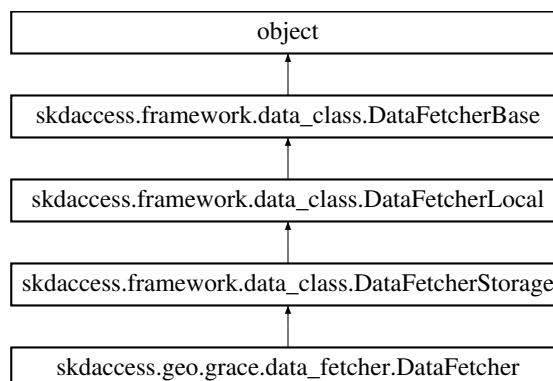 object
skdaccess.framework.data_class.DataFetcherBase
skdaccess.framework.data_class.DataFetcherLocal
skdaccess.framework.data_class.DataFetcherStorage
skdaccess.geo.grace.data_fetcher.DataFetcher